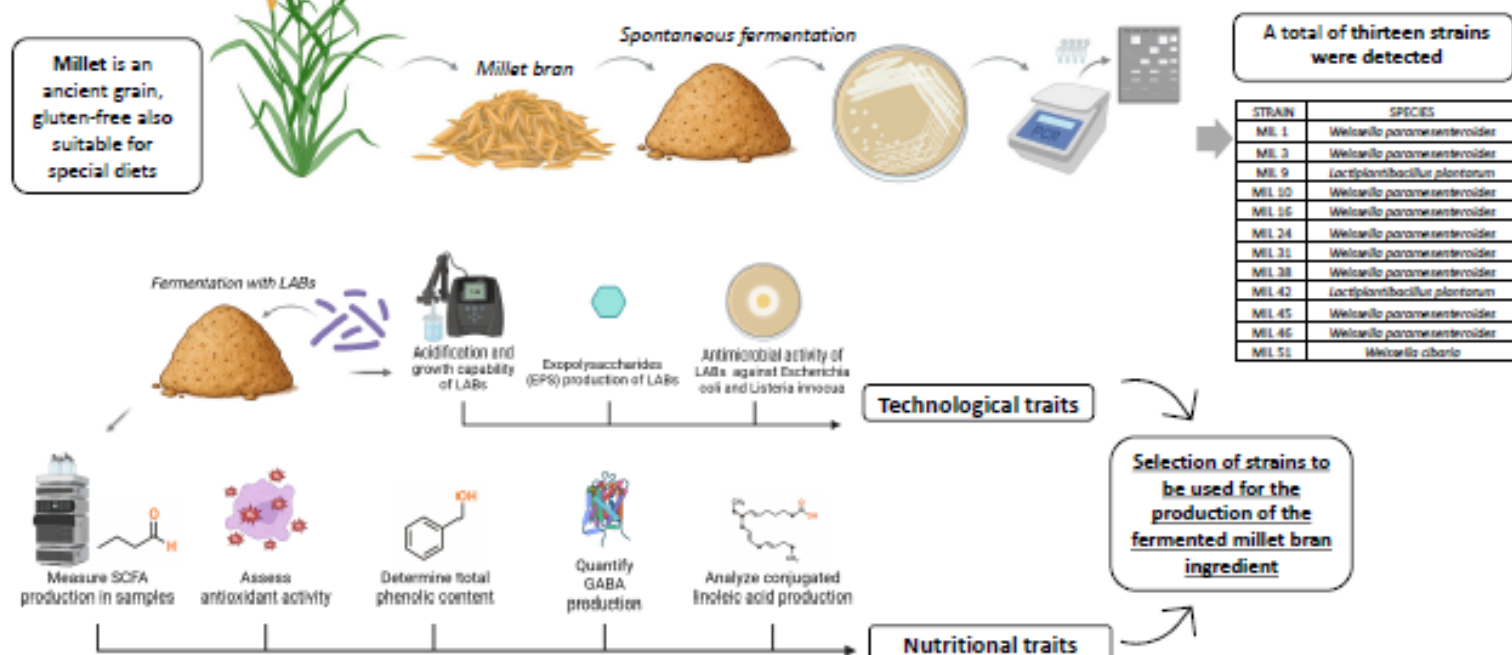 Millet is an
ancient grain,
gluten-free also
suitable for
special diets
Millet bran
Spontaneous fermentation
PCR
A total of thirteen strains
were detected
STRAIN SPECIES
MIL 1 Weissella paramesenteroides
MIL 3 Weissella paramesenteroides
MIL 9 Lactiplantibacillus plantarum
MIL 10 Weissella paramesenteroides
MIL 16 Weissella paramesenteroides
MIL 24 Weissella paramesenteroides
MIL 31 Weissella paramesenteroides
MIL 38 Weissella paramesenteroides
MIL 42 Lactiplantibacillus plantarum
MIL 45 Weissella paramesenteroides
MIL 46 Weissella paramesenteroides
MIL 51 Weissella cibaria
Fermentation with LABs
Acidification and
growth capability
of LABs
Exopolysaccharides
(EPS) production of LABs
Antimicrobial activity of
LABs against Escherichia
coli and Listeria innocua
Technological traits
Selection of strains to
be used for the
production of the
fermented millet bran
ingredient
O
H
OH
O
Measure SCFA
production in samples
Assess
antioxidant activity
Determine total
phenolic content
Quantify
GABA
production
Analyze conjugated
linoleic acid production
Nutritional traits